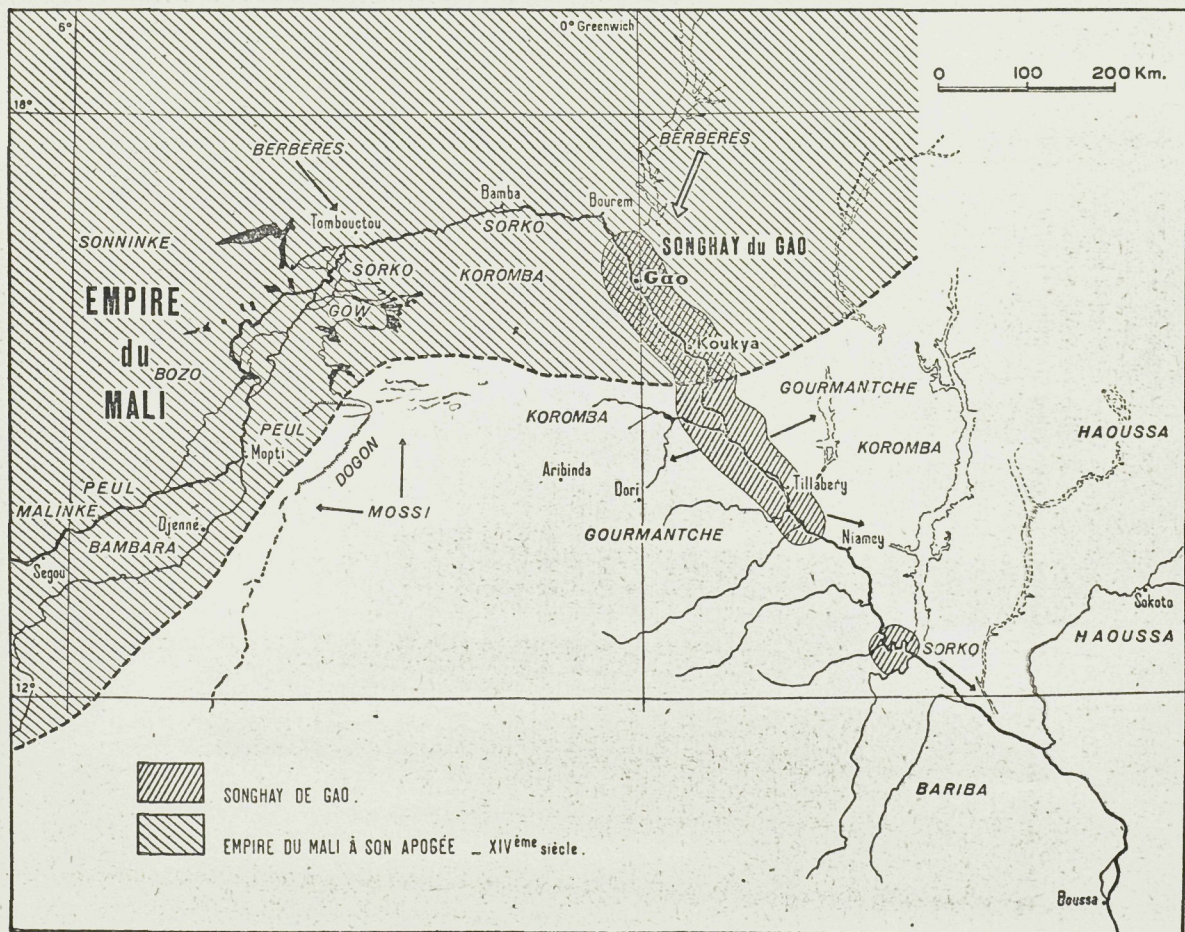 6°
0° Greenwich
0 100 200 Km.
18°
BERBERES
BERBERES
Bamba
Bourem
Tombouctou
SORKO
SONNINKE
SONGHAY du GAO
SORKO
KOROMBA
Gao
EMPIRE
du
MALI
GOW
Koukya
BOZO
GOURMANTCHE
KOROMBA
KOROMBA
HAOUSSA
PEUL
Mopti
DOGON
Aribinda
Dori
Tillabery
PEUL
MALINKE
MOSSI
Djenné
BAMBARA
GOURMANTCHE
Niamey
Segou
Sokoto
HAOUSSA
SORKO
12°
BARIBA
SONGHAY DE GAO.
EMPIRE DU MALI À SON APOGÉE _ XIVème siècle.
Boussa